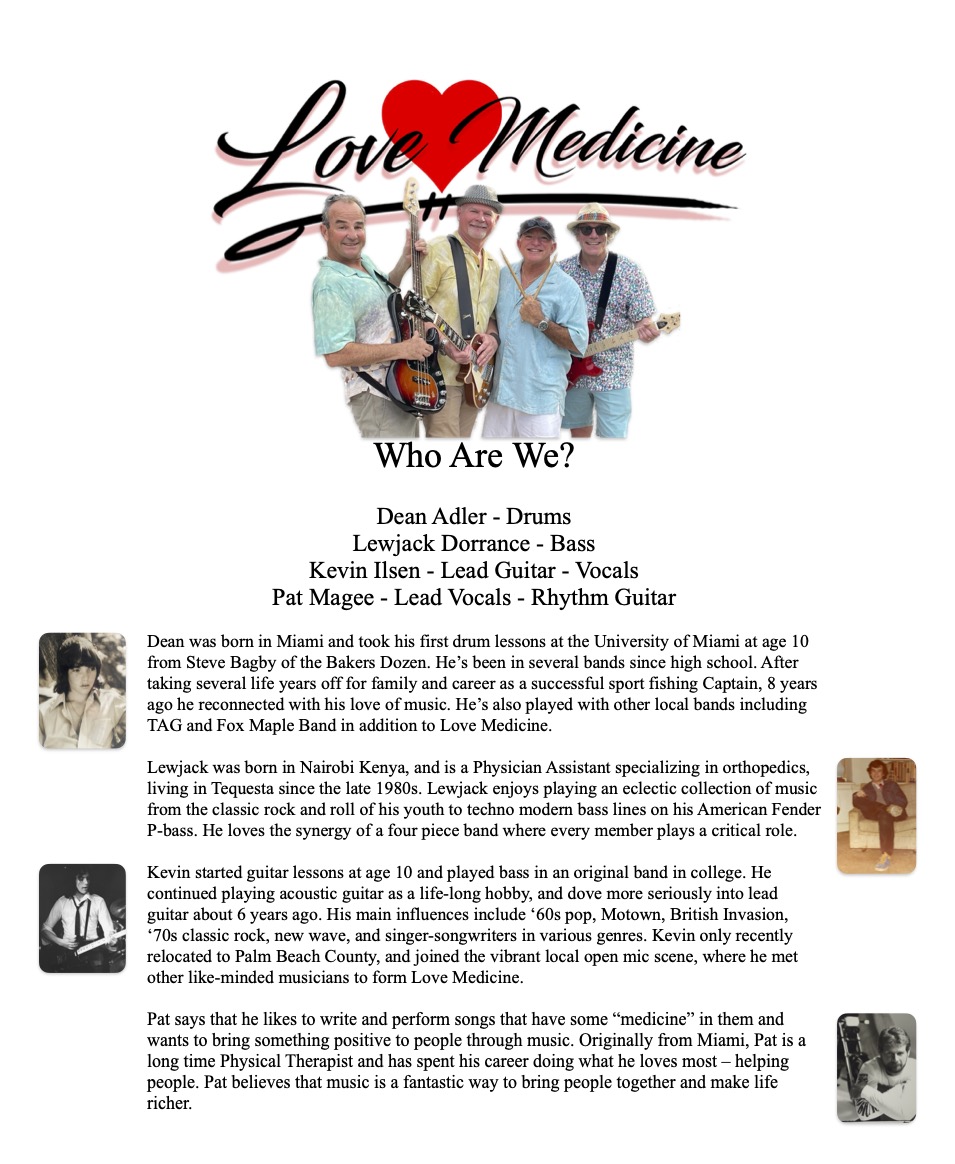 Love Medicine
Who Are We?
Dean Adler - Drums
Lewjack Dorrance - Bass
Kevin Ilsen - Lead Guitar - Vocals
Pat Magee - Lead Vocals - Rhythm Guitar
Dean was born in Miami and took his first drum lessons at the University of Miami at age 10
from Steve Bagby of the Bakers Dozen. He’s been in several bands since high school. After
taking several life years off for family and career as a successful sport fishing Captain, 8 years
ago he reconnected with his love of music. He’s also played with other local bands including
TAG and Fox Maple Band in addition to Love Medicine.
Lewjack was born in Nairobi Kenya, and is a Physician Assistant specializing in orthopedics,
living in Tequesta since the late 1980s. Lewjack enjoys playing an eclectic collection of music
from the classic rock and roll of his youth to techno modern bass lines on his American Fender
P-bass. He loves the synergy of a four piece band where every member plays a critical role.
Kevin started guitar lessons at age 10 and played bass in an original band in college. He
continued playing acoustic guitar as a life-long hobby, and dove more seriously into lead
guitar about 6 years ago. His main influences include ‘60s pop, Motown, British Invasion,
‘70s classic rock, new wave, and singer-songwriters in various genres. Kevin only recently
relocated to Palm Beach County, and joined the vibrant local open mic scene, where he met
other like-minded musicians to form Love Medicine.
Pat says that he likes to write and perform songs that have some “medicine” in them and
wants to bring something positive to people through music. Originally from Miami, Pat is a
long time Physical Therapist and has spent his career doing what he loves most – helping
people. Pat believes that music is a fantastic way to bring people together and make life
richer.